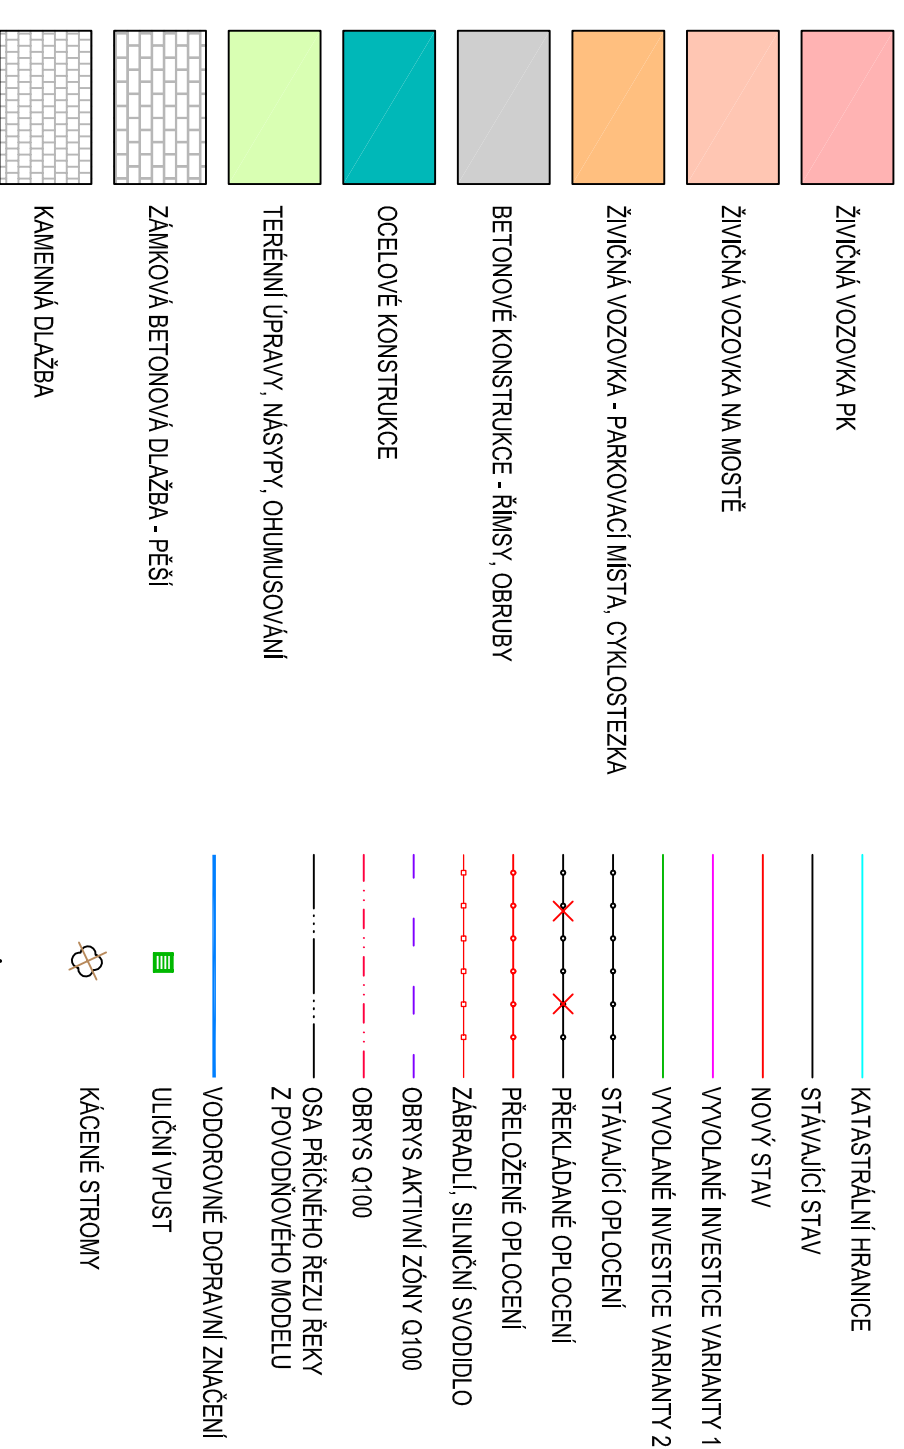 ŽIVIČNÁ VOZOVKA PK
ŽIVIČNÁ VOZOVKA NA MOSTĚ
ŽIVIČNÁ VOZOVKA - PARKOVACÍ MÍSTA, CYKLOSTEZKA
BETONOVÉ KONSTRUKCE - ŘÍMSY, OBRUBY
OCELOVÉ KONSTRUKCE
TERÉNNÍ ÚPRAVY, NÁSYPY, OHUMUSOVÁNÍ
ZÁMKOVÁ BETONOVÁ DLAŽBA - PĚŠÍ
KAMENNÁ DLAŽBA
KATASTRÁLNÍ HRANICE
STÁVAJÍCÍ STAV
NOVÝ STAV
VYVOLANÉ INVESTICE VARIANTY 1
VYVOLANÉ INVESTICE VARIANTY 2
STÁVAJÍCÍ OPLOCENÍ
PŘEKLÁDANÉ OPLOCENÍ
PŘELOŽENÉ OPLOCENÍ
ZÁBRADLÍ, SILNIČNÍ SVODIDLO
OBRYS AKTIVNÍ ZÓNY Q100
OBRYS Q100
OSA PŘÍČNÉHO ŘEZU ŘEKY
Z POVODŇOVÉHO MODELU
VODOROVNÉ DOPRAVNÍ ZNAČENÍ
ULIČNÍ VPUST
KÁCENÉ STROMY